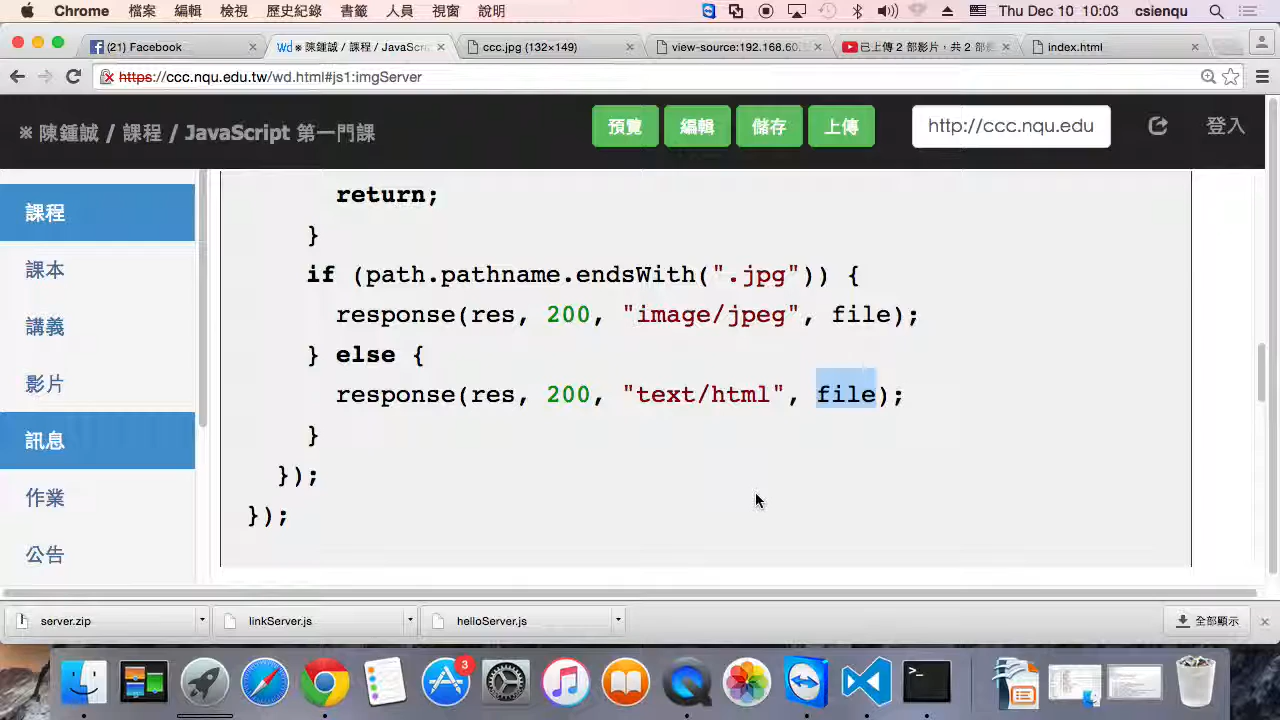 Chrome 檔案 編輯 檢視 歷史紀錄 書籤 人員 視窗 說明 Thu Dec 10 10:03 csienqu
(21) Facebook
Wd ※ 陳鍾誠 / 課程 / JavaScri
ccc.jpg (132×149)
view-source:192.168.60.
已上傳 2 部影片，共 2 部
index.html
https://ccc.nqu.edu.tw/wd.html#js1:imgServer
※ 陳鍾誠 / 課程 / JavaScript 第一門課
預覽 編輯 儲存 上傳 http://ccc.nqu.edu 登入
課程
課本
講義
影片
訊息
作業
公告
return;
}
if (path.pathname.endsWith(".jpg")) {
response(res, 200, "image/jpeg", file);
} else {
response(res, 200, "text/html", file);
}
});
});
server.zip
linkServer.js
helloServer.js
全部顯示
3
>_